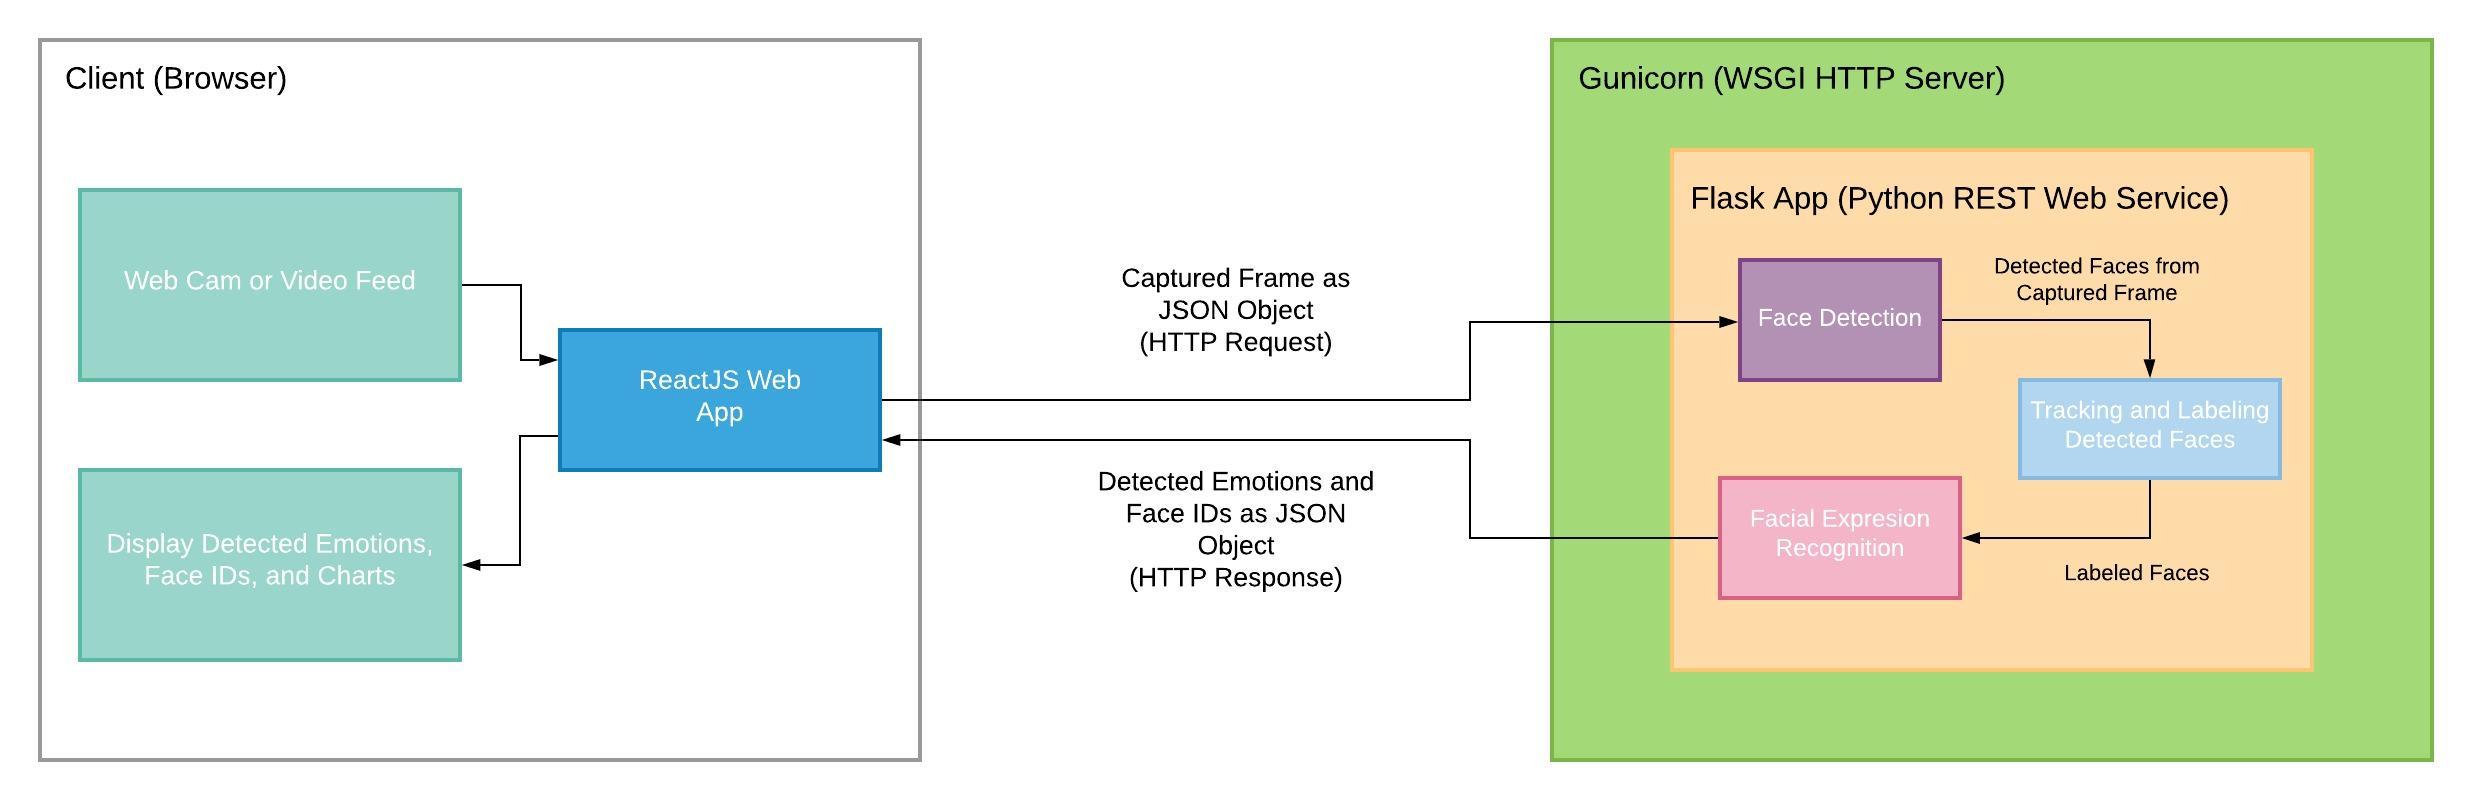 Client (Browser)
Web Cam or Video Feed
ReactJS Web
App
Display Detected Emotions,
Face IDs, and Charts
Captured Frame as
JSON Object
(HTTP Request)
Detected Emotions and
Face IDs as JSON
Object
(HTTP Response)
Gunicorn (WSGI HTTP Server)
Flask App (Python REST Web Service)
Face Detection
Detected Faces from
Captured Frame
Tracking and Labeling
Detected Faces
Facial Expresion
Recognition
Labeled Faces